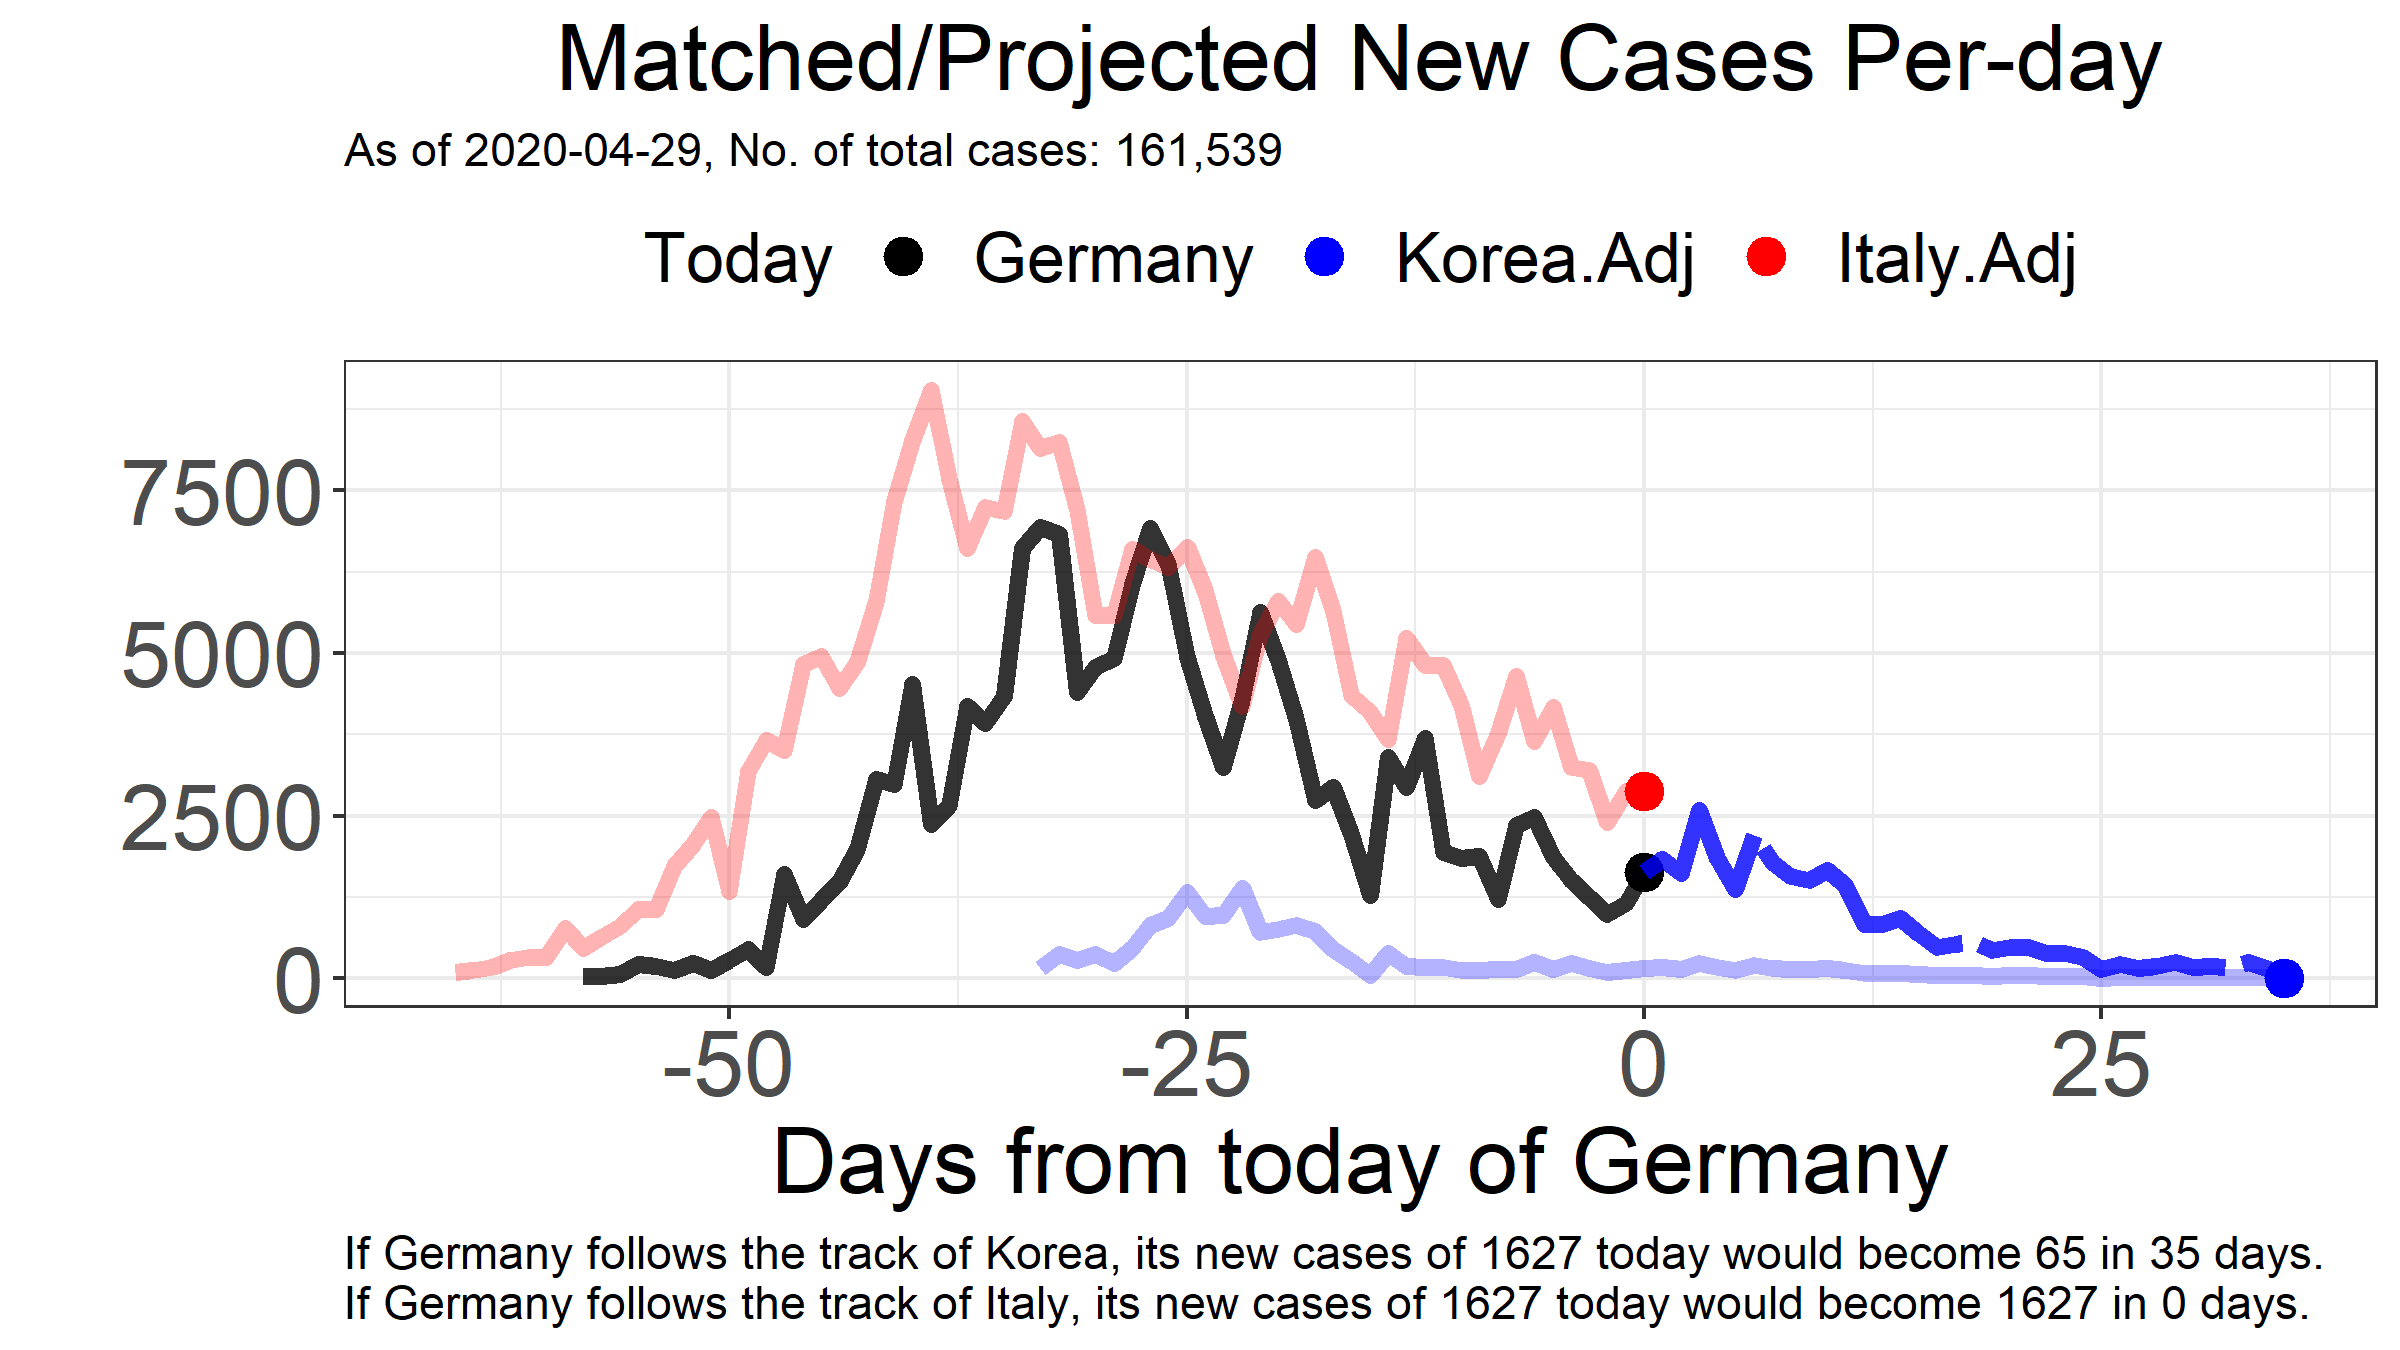 Matched/Projected New Cases Per-day
As of 2020-04-29, No. of total cases: 161,539
Today Germany Korea.Adj Italy.Adj
7500
5000
2500
0
-50 -25 0 25
Days from today of Germany
If Germany follows the track of Korea, its new cases of 1627 today would become 65 in 35 days.
If Germany follows the track of Italy, its new cases of 1627 today would become 1627 in 0 days.